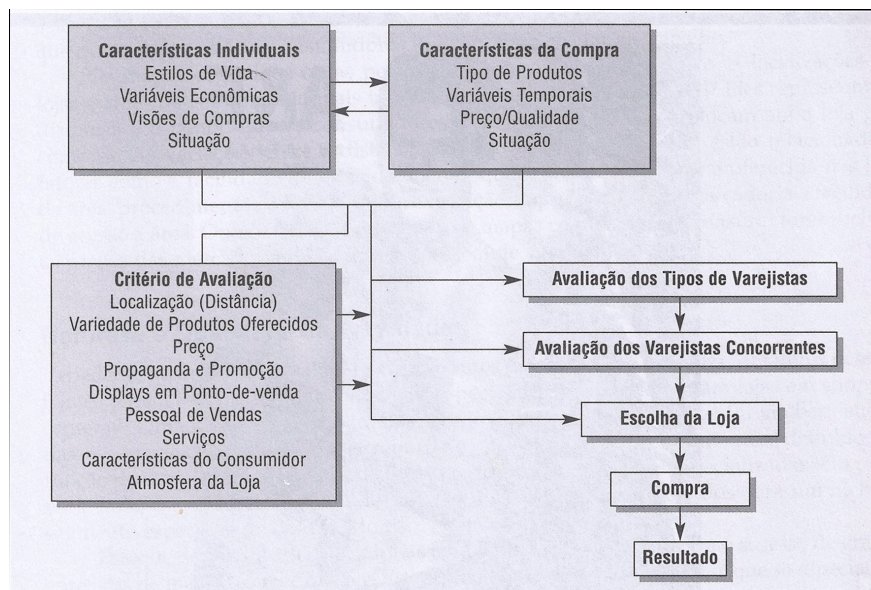 Características Individuais
Estilos de Vida
Variáveis Econômicas
Visões de Compras
Situação
Características da Compra
Tipo de Produtos
Variáveis Temporais
Preço/Qualidade
Situação
Critério de Avaliação
Localização (Distância)
Variedade de Produtos Oferecidos
Preço
Propaganda e Promoção
Displays em Ponto-de-venda
Pessoal de Vendas
Serviços
Características do Consumidor
Atmosfera da Loja
Avaliação dos Tipos de Varejistas
Avaliação dos Varejistas Concorrentes
Escolha da Loja
Compra
Resultado